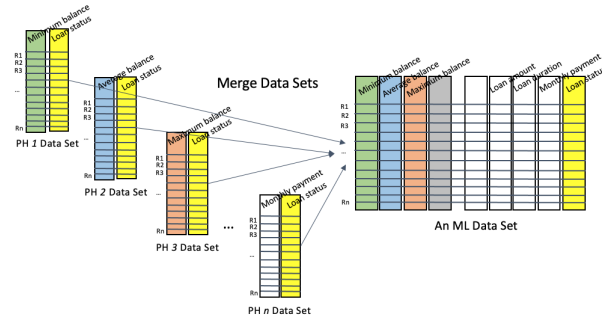 Merge Data Sets
Minimum balance
Loan status
R1
R2
R3
...
Rn
PH 1 Data Set
Average balance
Loan status
R1
R2
R3
...
Rn
PH 2 Data Set
Maximum balance
Loan status
R1
R2
R3
...
Rn
PH 3 Data Set
...
Monthly payment
Loan status
R1
R2
R3
...
Rn
PH n Data Set
Minimum balance
Average balance
Maximum balance
Loan amount
Loan duration
Monthly payment
Loan status
R1
R2
R3
...
Rn
An ML Data Set